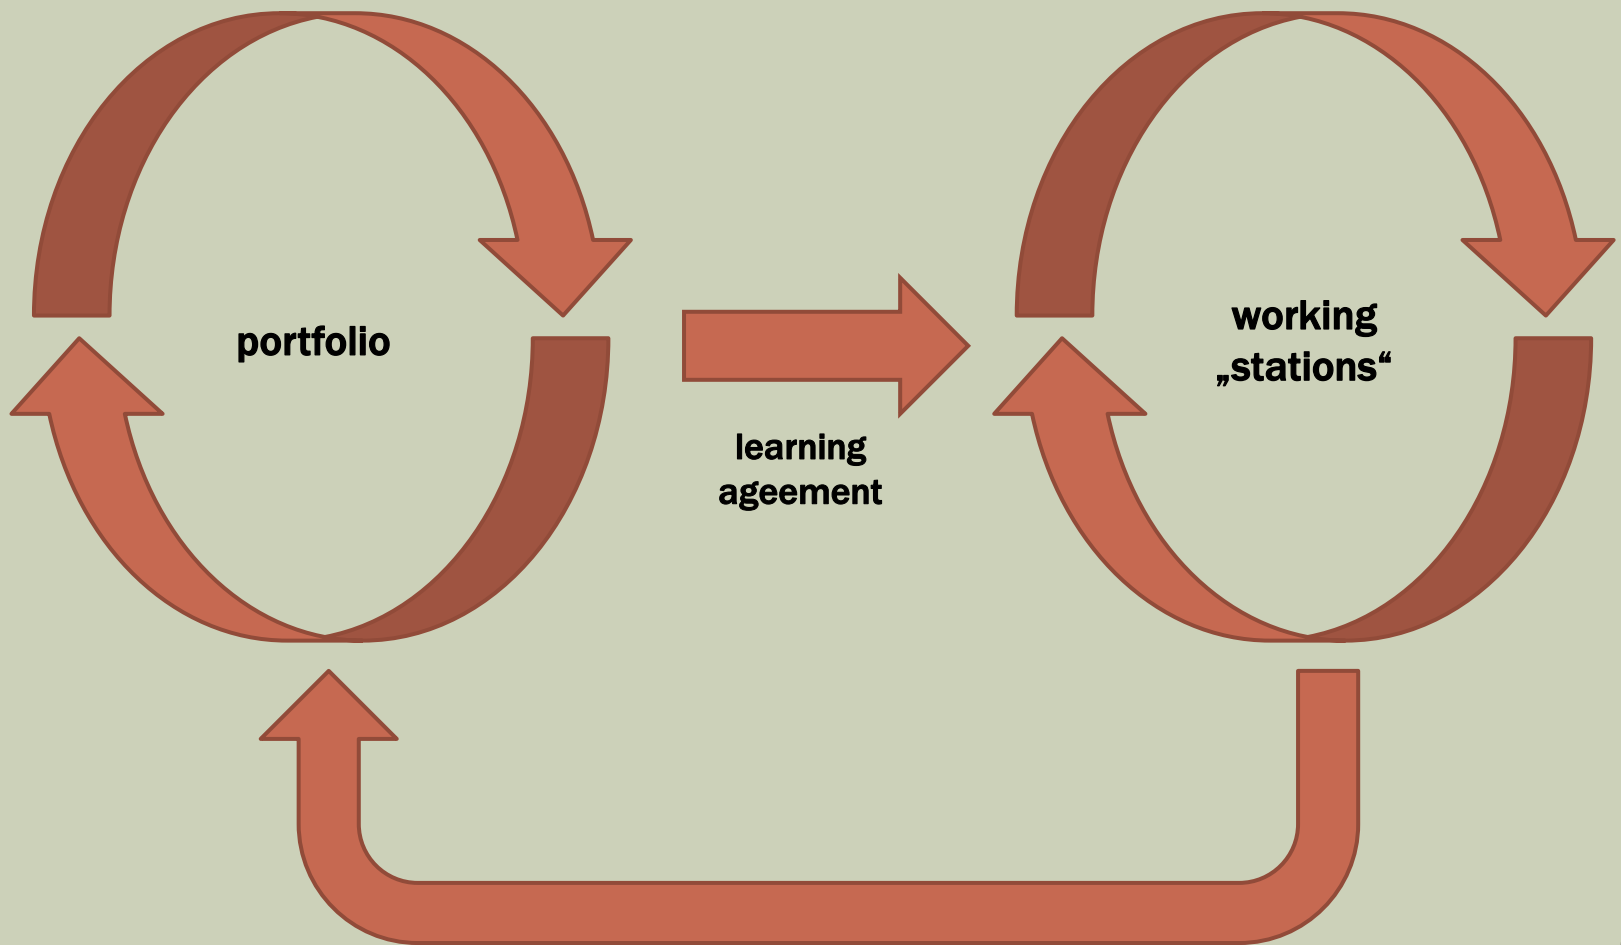 portfolio
working
„stations“
learning
ageement